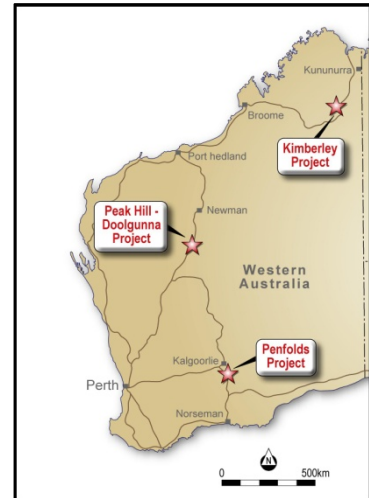 Kununurra
Broome
Kimberley
Project
Port hedland
Newman
Peak Hill -
Doolgunna
Project
Western
Australia
Penfolds
Project
Kalgoorlie
Perth
Norseman
N
0 500km